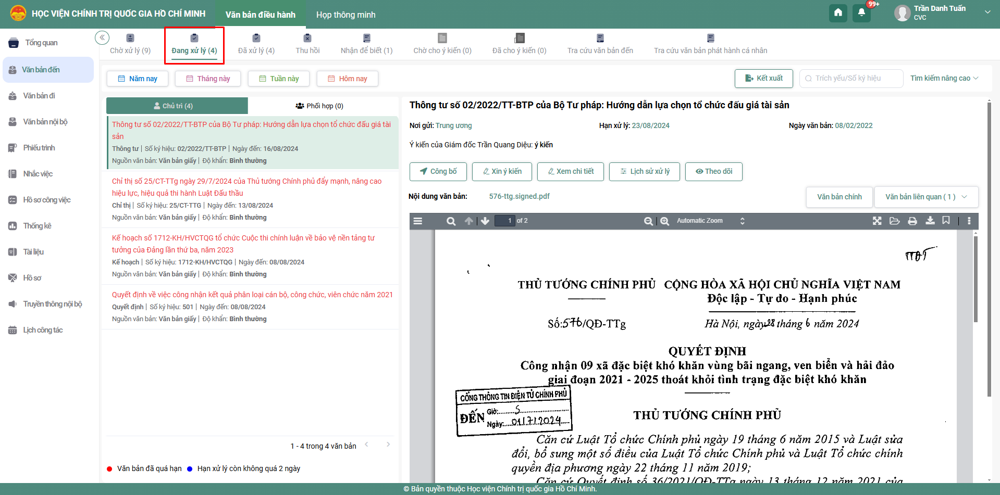 HỌC VIỆN CHÍNH TRỊ QUỐC GIA HỒ CHÍ MINH
Văn bản điều hành
Họp thông minh
99+
Trần Danh Tuấn
CVC
Tổng quan
Văn bản đến
Văn bản đi
Văn bản nội bộ
Phiếu trình
Nhắc việc
Hồ sơ công việc
Thống kê
Tài liệu
Hồ sơ
Truyền thông nội bộ
Lịch công tác
Chờ xử lý (9)
Đang xử lý (4)
Đã xử lý (4)
Thu hồi
Nhận để biết (1)
Chờ cho ý kiến (0)
Đã cho ý kiến (0)
Tra cứu văn bản đến
Tra cứu văn bản phát hành cá nhân
Năm nay
Tháng này
Tuần này
Hôm nay
Kết xuất
Trích yếu/Số ký hiệu
Tìm kiếm nâng cao
Chủ trì (4)
Phối hợp (0)
Thông tư số 02/2022/TT-BTP của Bộ Tư pháp: Hướng dẫn lựa chọn tổ chức đấu giá tài
sản
Thông tư | Số ký hiệu: 02/2022/TT-BTP | Ngày đến: 16/08/2024
Nguồn văn bản: Văn bản giấy | Độ khẩn: Bình thường
Chỉ thị số 25/CT-TTg ngày 29/7/2024 của Thủ tướng Chính phủ đẩy mạnh, nâng cao
hiệu lực, hiệu quả thi hành Luật Đấu thầu
Chỉ thị | Số ký hiệu: 25/CT-TTG | Ngày đến: 13/08/2024
Nguồn văn bản: Văn bản giấy | Độ khẩn: Bình thường
Kế hoạch số 1712-KH/HVCTQG tổ chức Cuộc thi chính luận về bảo vệ nền tảng tư
tưởng của Đảng lần thứ ba, năm 2023
Kế hoạch | Số ký hiệu: 1712-KH/HVCTQG | Ngày đến: 08/08/2024
Nguồn văn bản: Văn bản giấy | Độ khẩn: Bình thường
Quyết định về việc công nhận kết quả phân loại cán bộ, công chức, viên chức năm 2021
Quyết định | Số ký hiệu: 501 | Ngày đến: 08/08/2024
Nguồn văn bản: Văn bản giấy | Độ khẩn: Bình thường
1 - 4 trong 4 văn bản
Văn bản đã quá hạn
Hạn xử lý còn không quá 2 ngày
Thông tư số 02/2022/TT-BTP của Bộ Tư pháp: Hướng dẫn lựa chọn tổ chức đấu giá tài sản
Nơi gửi: Trung ương
Hạn xử lý: 23/08/2024
Ngày văn bản: 08/02/2022
Ý kiến của Giám đốc Trần Quang Diệu: ý kiến
Công bố
Xin ý kiến
Xem chi tiết
Lịch sử xử lý
Theo dõi
Nội dung văn bản:
576-ttg.signed.pdf
Văn bản chính
Văn bản liên quan ( 1 )
1 of 2
Automatic Zoom
TTĐT
THỦ TƯỚNG CHÍNH PHỦ
CỘNG HÒA XÃ HỘI CHỦ NGHĨA VIỆT NAM
Độc lập - Tự do - Hạnh phúc
Số:576/QĐ-TTg
Hà Nội, ngày 28 tháng 6 năm 2024
QUYẾT ĐỊNH
Công nhận 09 xã đặc biệt khó khăn vùng bãi ngang, ven biển và hải đảo
giai đoạn 2021 - 2025 thoát khỏi tình trạng đặc biệt khó khăn
CỔNG THÔNG TIN ĐIỆN TỬ CHÍNH PHỦ
ĐẾN
Giờ:........S........
Ngày:....01/7/2024....
THỦ TƯỚNG CHÍNH PHỦ
Căn cứ Luật Tổ chức Chính phủ ngày 19 tháng 6 năm 2015 và Luật sửa
đổi, bổ sung một số điều của Luật Tổ chức Chính phủ và Luật Tổ chức chính
quyền địa phương ngày 22 tháng 11 năm 2019;
Căn cứ Quyết định số 36/2021/QĐ-TTg ngày 13 tháng 12 năm 2021 của
© Bản quyền thuộc Học viện Chính trị quốc gia Hồ Chí Minh.